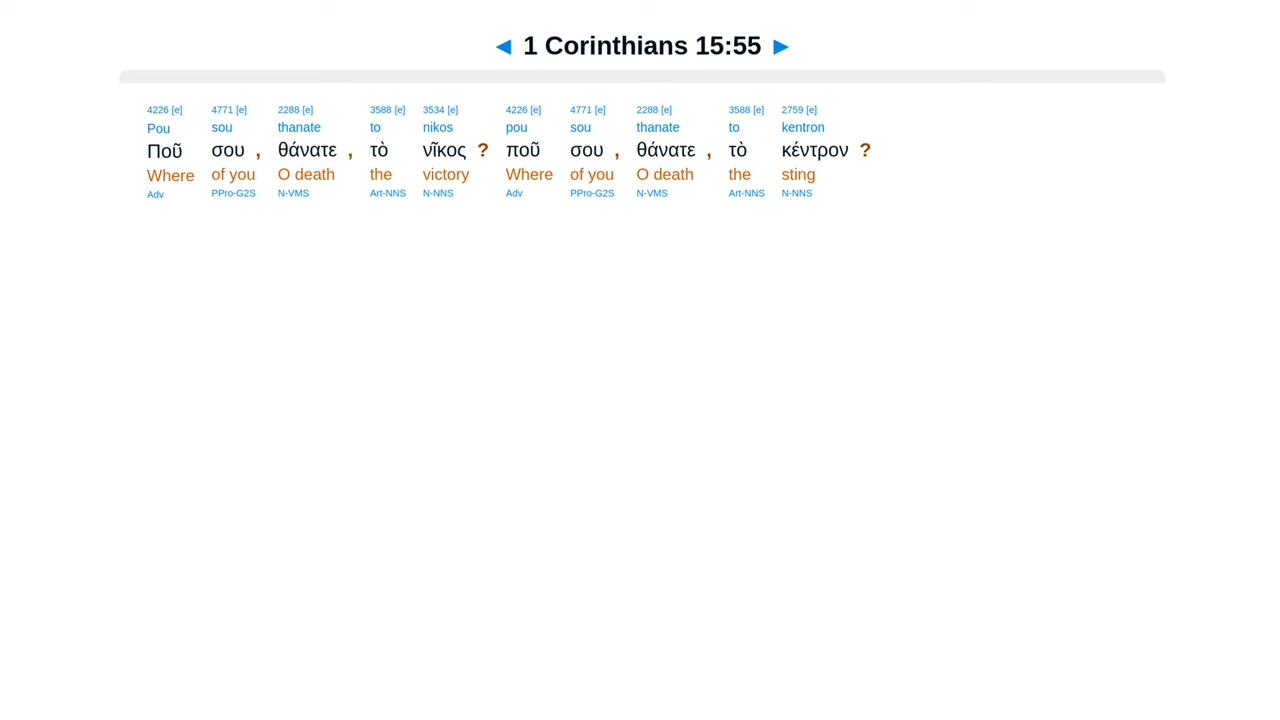 ◄ 1 Corinthians 15:55 ►
4226 [e] 4771 [e] 2288 [e] 3588 [e] 3534 [e] 4226 [e] 4771 [e] 2288 [e] 3588 [e] 2759 [e]
Pou sou thanate to nikos pou sou thanate to kentron
Ποῦ σου , θάνατε , τὸ νῖκος ? ποῦ σου , θάνατε , τὸ κέντρον ?
Where of you O death the victory Where of you O death the sting
Adv PPro-G2S N-VMS Art-NNS N-NNS Adv PPro-G2S N-VMS Art-NNS N-NNS